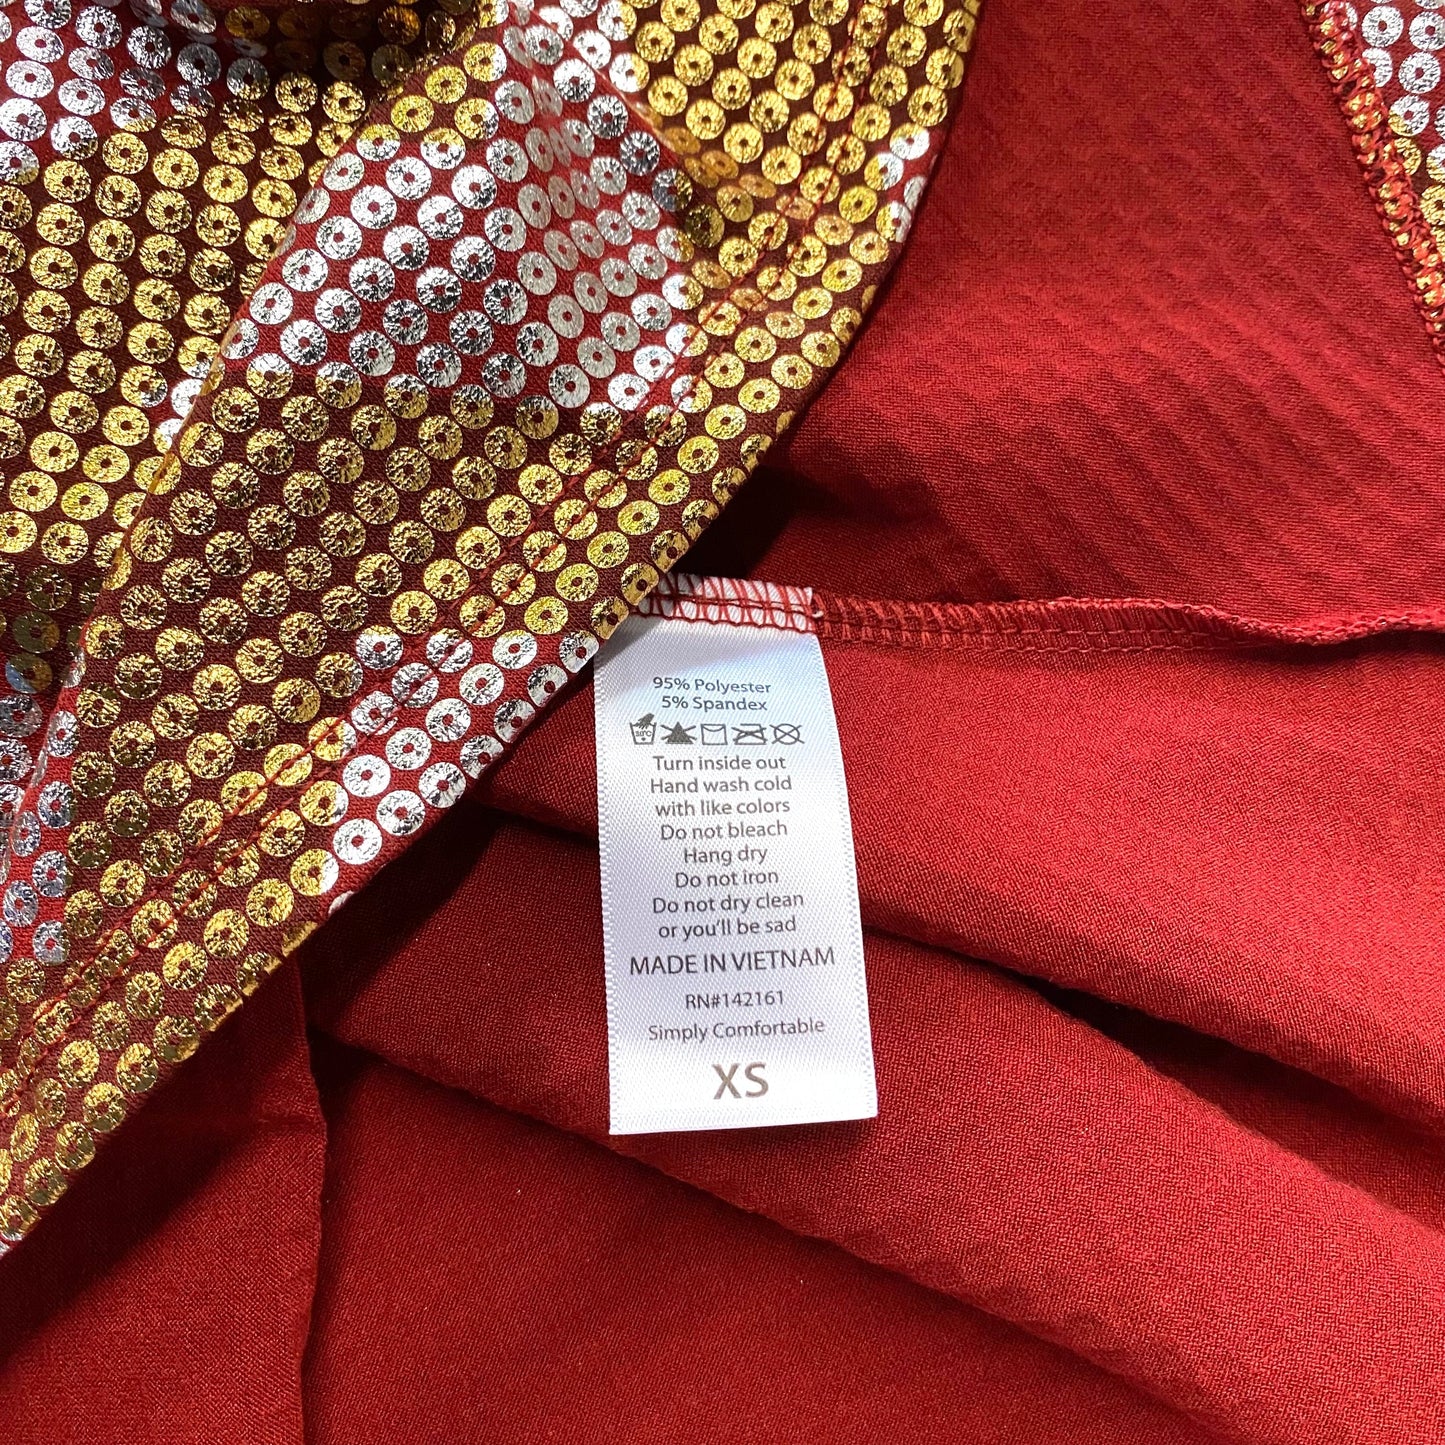 95% Polyester
5% Spandex
30°C
Turn inside out
Hand wash cold
with like colors
Do not bleach
Hang dry
Do not iron
Do not dry clean
or you'll be sad
MADE IN VIETNAM
RN#142161
Simply Comfortable
XS